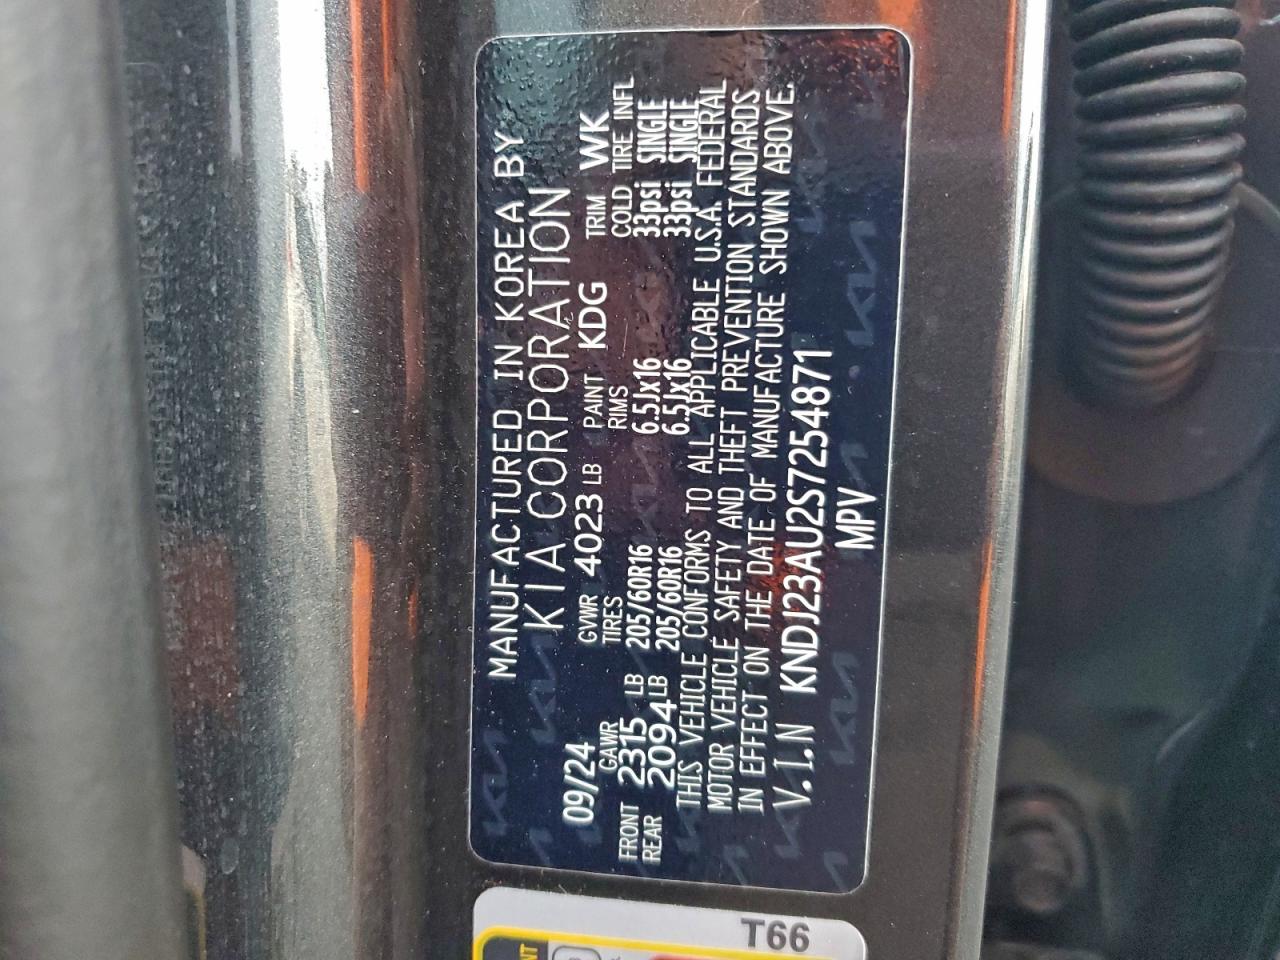 MANUFACTURED IN KOREA BY
KIA CORPORATION
09/24 GVWR 4023 LB PAINT KDG TRIM WK
GAWR TIRES RIMS COLD TIRE INFL
FRONT 2315 LB 205/60R16 6.5Jx16 33psi SINGLE
REAR 2094 LB 205/60R16 6.5Jx16 33psi SINGLE
THIS VEHICLE CONFORMS TO ALL APPLICABLE U.S.A. FEDERAL
MOTOR VEHICLE SAFETY AND THEFT PREVENTION STANDARDS
IN EFFECT ON THE DATE OF MANUFACTURE SHOWN ABOVE.
V.I.N KNDJ23AU2S7254871
MPV
T66